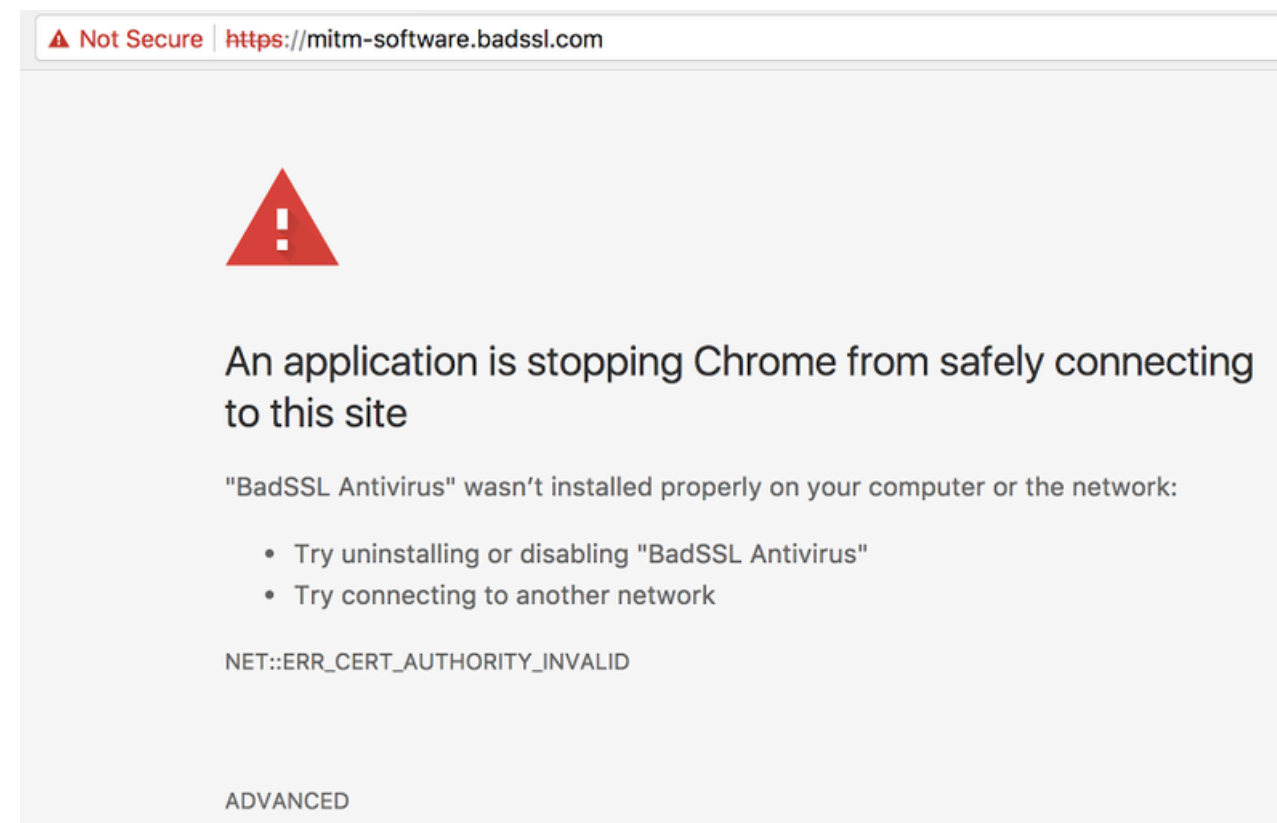 Not Secure https://mitm-software.badssl.com
An application is stopping Chrome from safely connecting
to this site
"BadSSL Antivirus" wasn’t installed properly on your computer or the network:
• Try uninstalling or disabling "BadSSL Antivirus"
• Try connecting to another network
NET::ERR_CERT_AUTHORITY_INVALID
ADVANCED